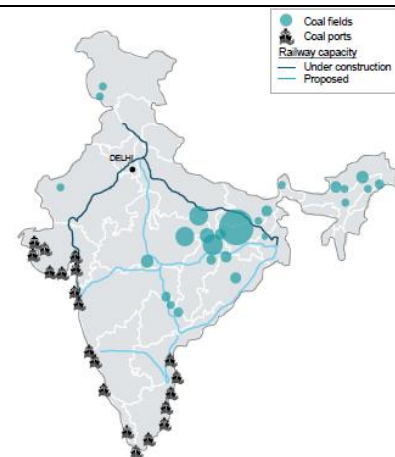 Coal fields
Coal ports
Railway capacity
Under construction
Proposed
DELHI